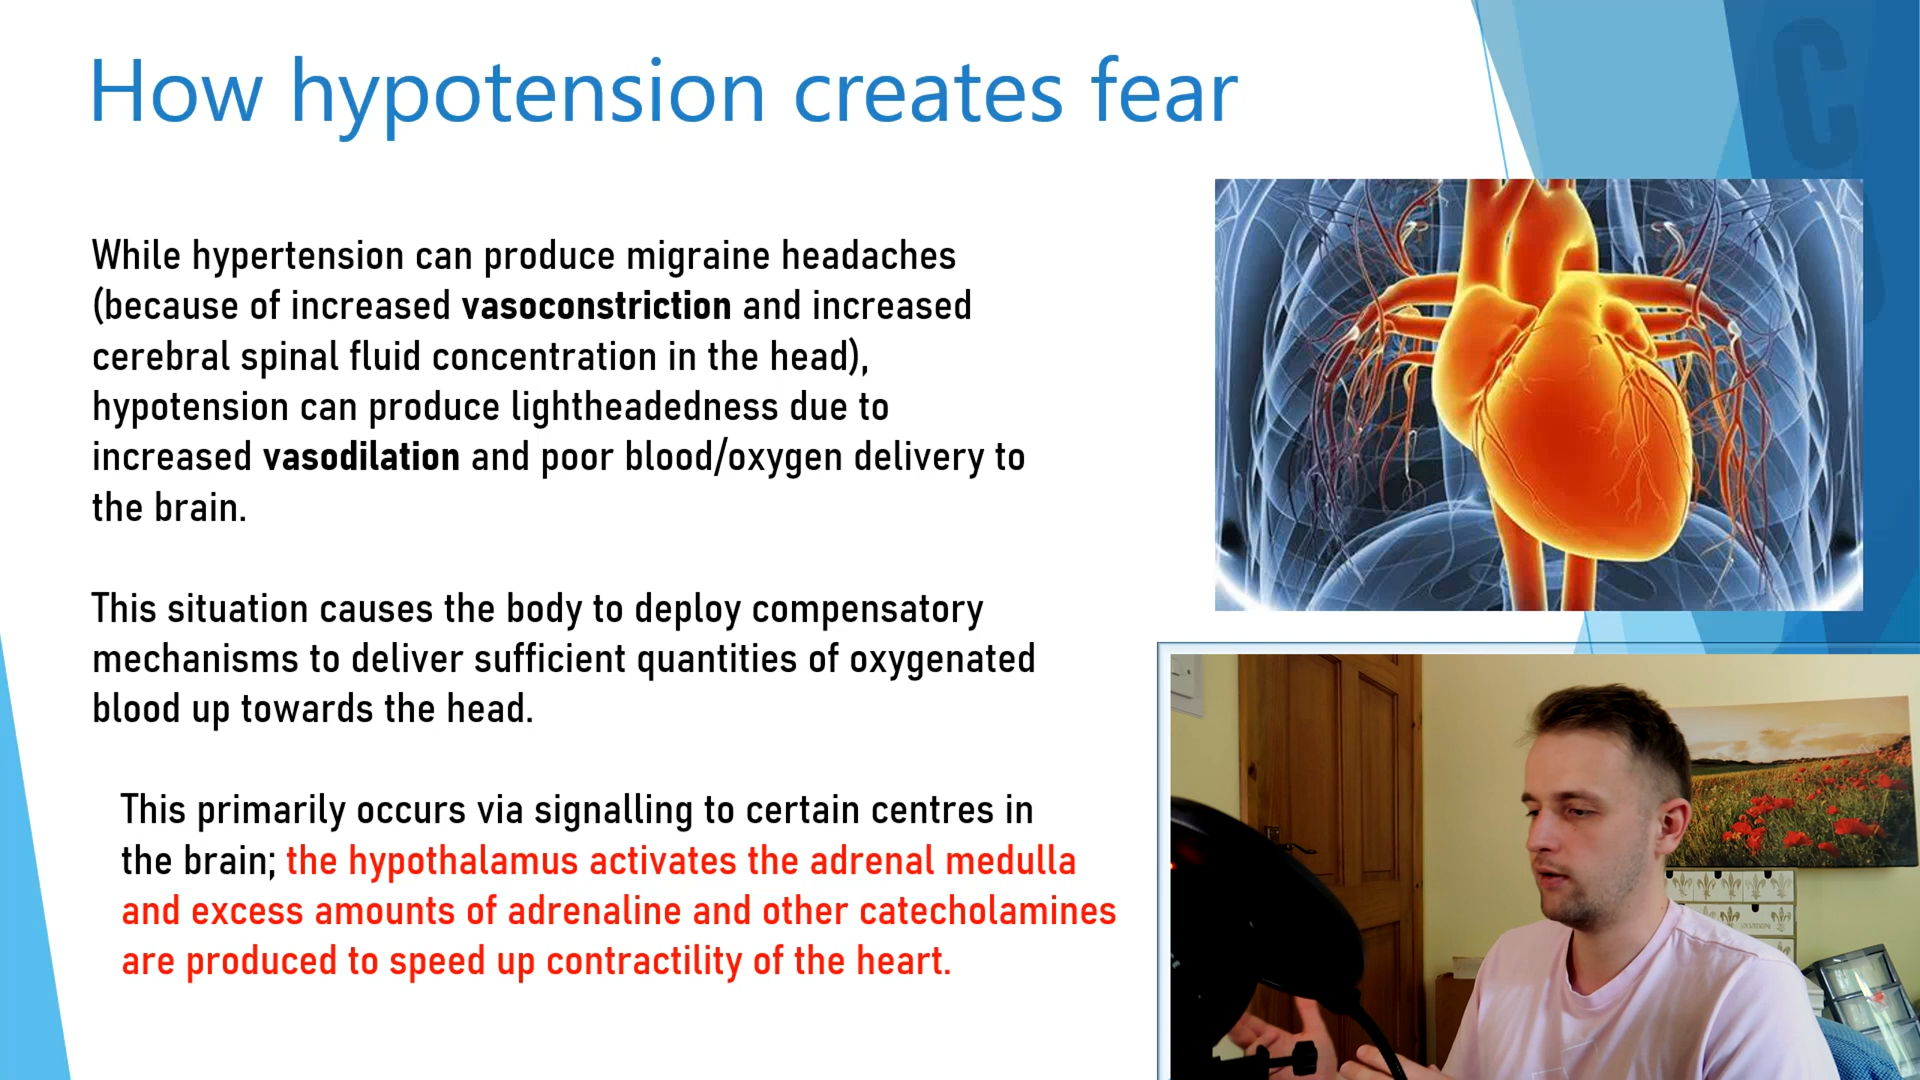 How hypotension creates fear
While hypertension can produce migraine headaches
(because of increased vasoconstriction and increased
cerebral spinal fluid concentration in the head),
hypotension can produce lightheadedness due to
increased vasodilation and poor blood/oxygen delivery to
the brain.
This situation causes the body to deploy compensatory
mechanisms to deliver sufficient quantities of oxygenated
blood up towards the head.
This primarily occurs via signalling to certain centres in
the brain; the hypothalamus activates the adrenal medulla
and excess amounts of adrenaline and other catecholamines
are produced to speed up contractility of the heart.